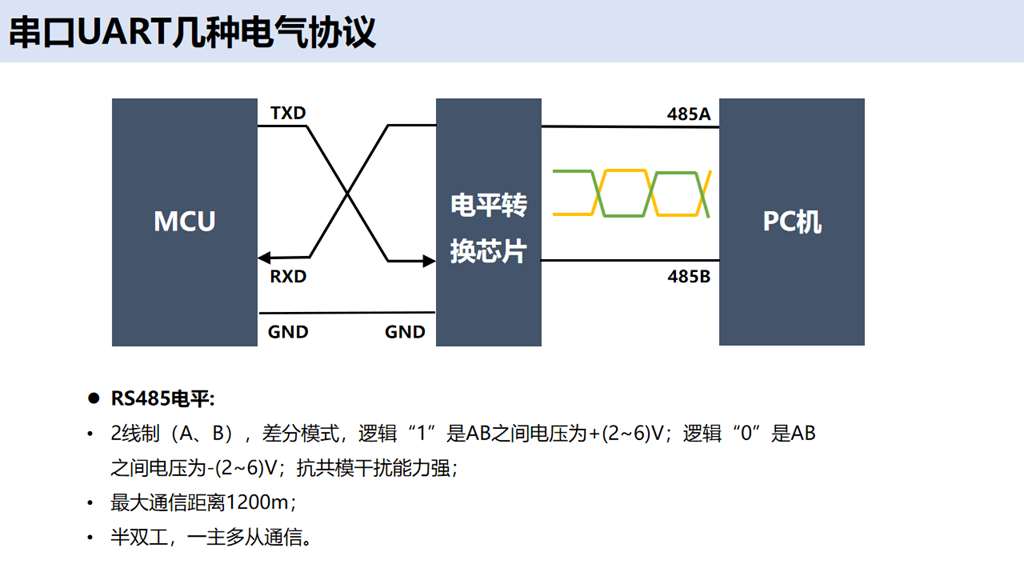 串口UART几种电气协议
TXD
485A
MCU
电平转
换芯片
PC机
RXD
485B
GND
GND
● RS485电平:
• 2线制（A、B），差分模式，逻辑“1”是AB之间电压为+(2~6)V；逻辑“0”是AB
之间电压为-(2~6)V；抗共模干扰能力强；
• 最大通信距离1200m；
• 半双工，一主多从通信。